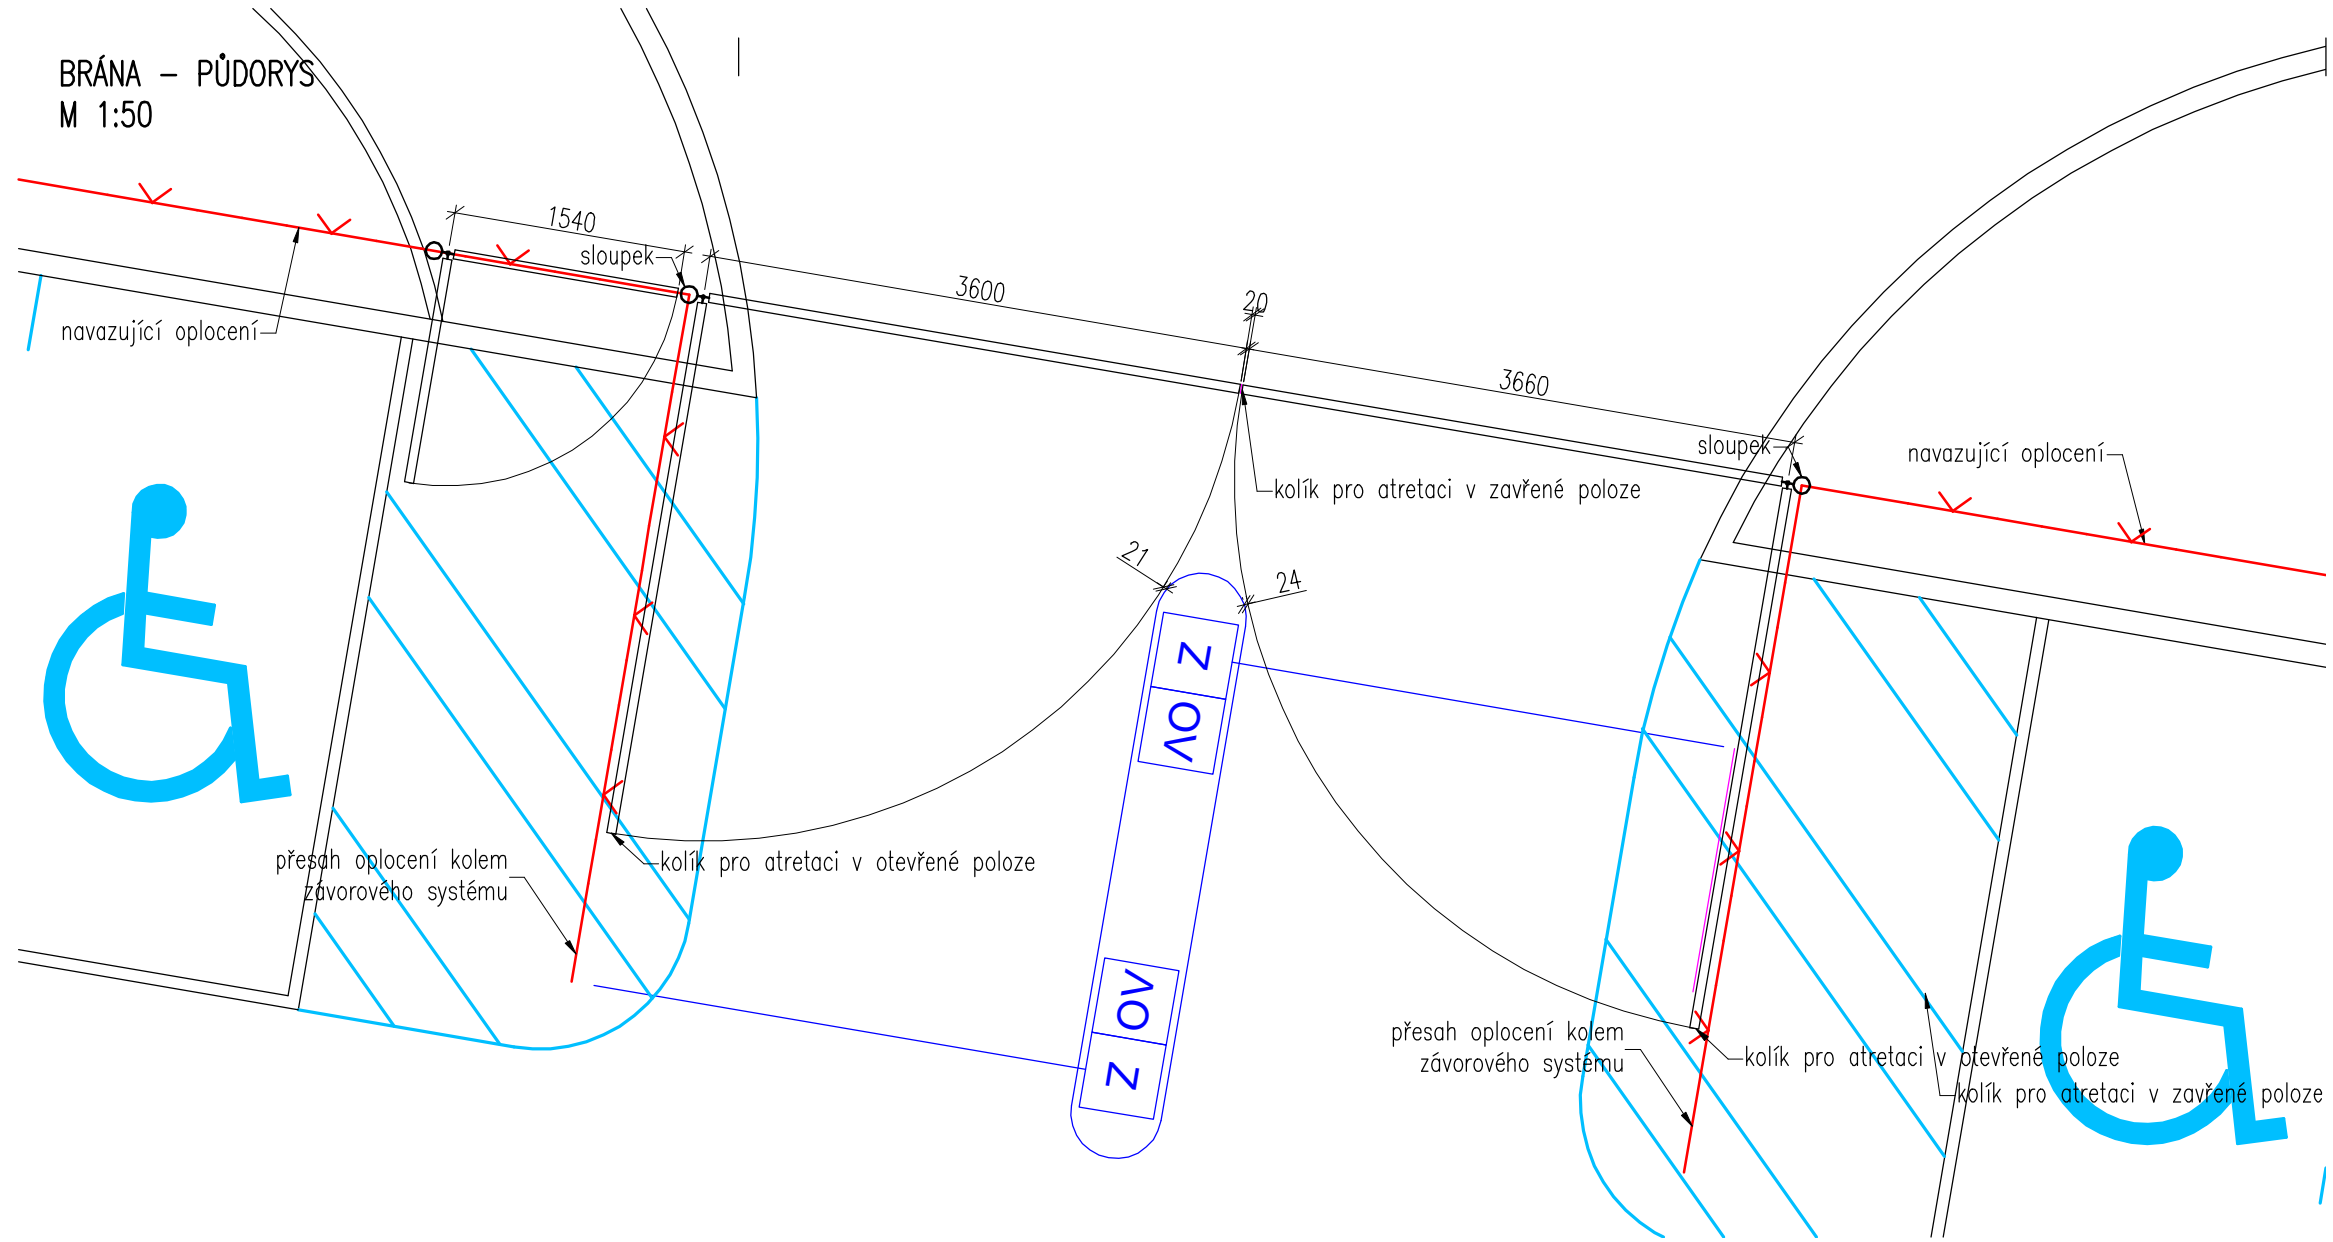 BRÁNA – PŮDORYS
M 1:50
1540
sloupek
3600
20
navazující oplocení
3660
sloupek
navazující oplocení
kolík pro atretaci v zavřené poloze
21
24
Z
OV
přesah oplocení kolem
závorového systému
kolík pro atretaci v otevřené poloze
OV
Z
přesah oplocení kolem
závorového systému
kolík pro atretaci v otevřené poloze
kolík pro atretaci v zavřené poloze